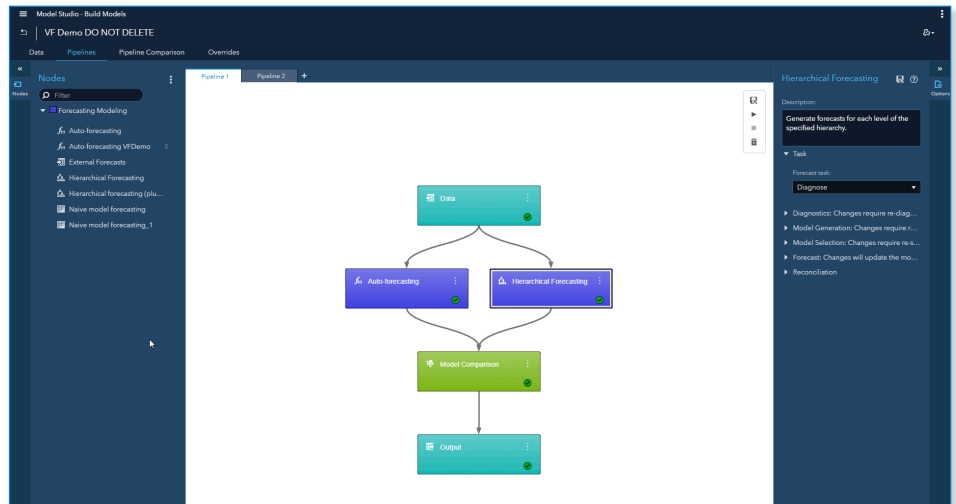 Model Studio - Build Models
VF Demo DO NOT DELETE
Data Pipelines Pipeline Comparison Overrides
Nodes
Nodes
Filter
Forecasting Modeling
Auto-forecasting
Auto-forecasting VFDemo
External Forecasts
Hierarchical Forecasting
Hierarchical forecasting (plu...
Naive model forecasting
Naive model forecasting_1
Pipeline 1 Pipeline 2 +
Data
Auto-forecasting
Hierarchical Forecasting
Model Comparison
Output
Hierarchical Forecasting
Options
Description:
Generate forecasts for each level of the
specified hierarchy.
Task
Forecast task:
Diagnose
Diagnostics: Changes require re-diag...
Model Generation: Changes require r...
Model Selection: Changes require re-s...
Forecast: Changes will update the mo...
Reconciliation